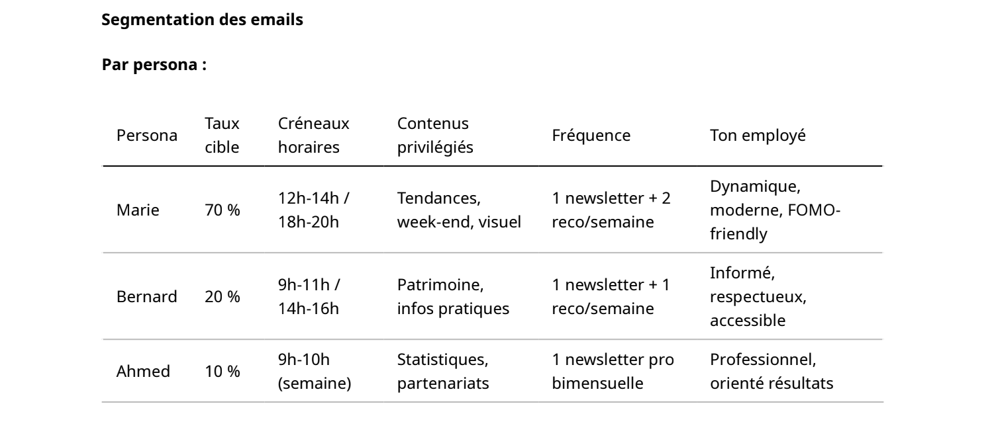 Segmentation des emails
Par persona :
Persona
Taux
cible
Créneaux
horaires
Contenus
privilégiés
Fréquence
Ton employé
Marie
70 %
12h-14h /
18h-20h
Tendances,
week-end, visuel
1 newsletter + 2
reco/semaine
Dynamique,
moderne, FOMO-
friendly
Bernard
20 %
9h-11h /
14h-16h
Patrimoine,
infos pratiques
1 newsletter + 1
reco/semaine
Informé,
respectueux,
accessible
Ahmed
10 %
9h-10h
(semaine)
Statistiques,
partenariats
1 newsletter pro
bimensuelle
Professionnel,
orienté résultats